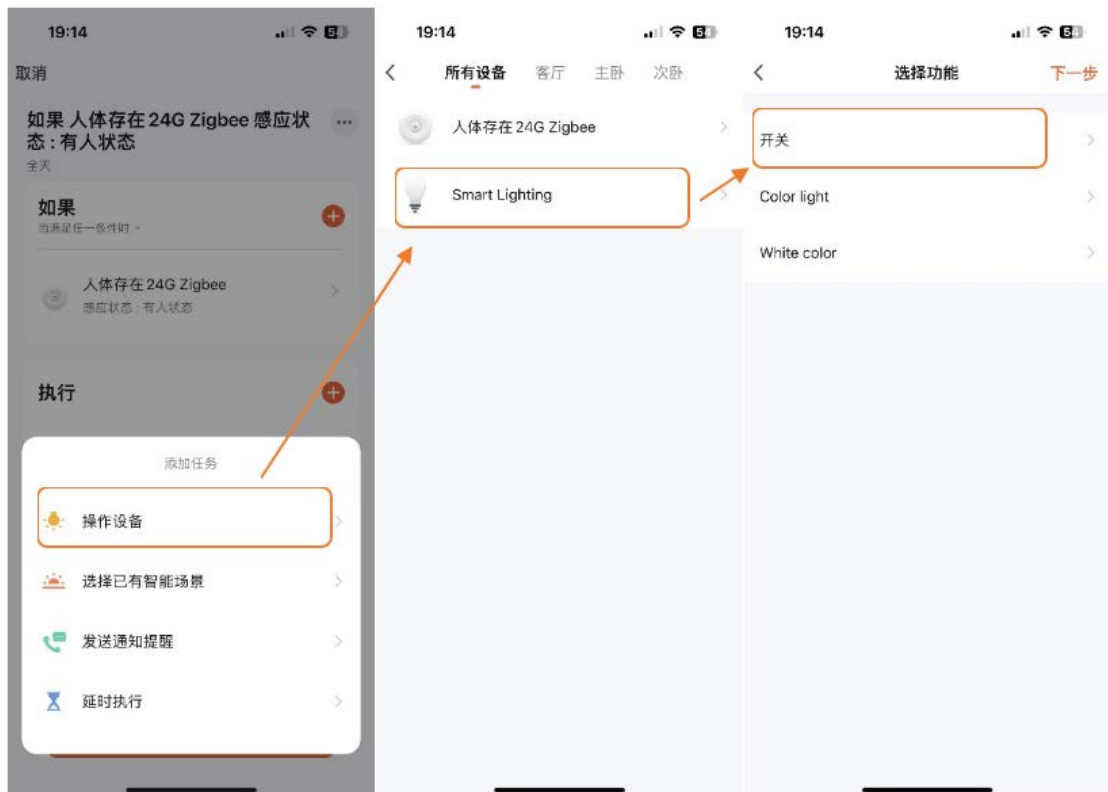 19:14
54
取消
如果 人体存在 24G Zigbee 感应状
态 : 有人状态
全天
如果
当满足任一条件时
人体存在 24G Zigbee
感应状态 : 有人状态
执行
添加任务
操作设备
选择已有智能场景
发送通知提醒
延时执行
19:14
54
所有设备 客厅 主卧 次卧
人体存在 24G Zigbee
Smart Lighting
19:14
54
选择功能 下一步
开关
Color light
White color